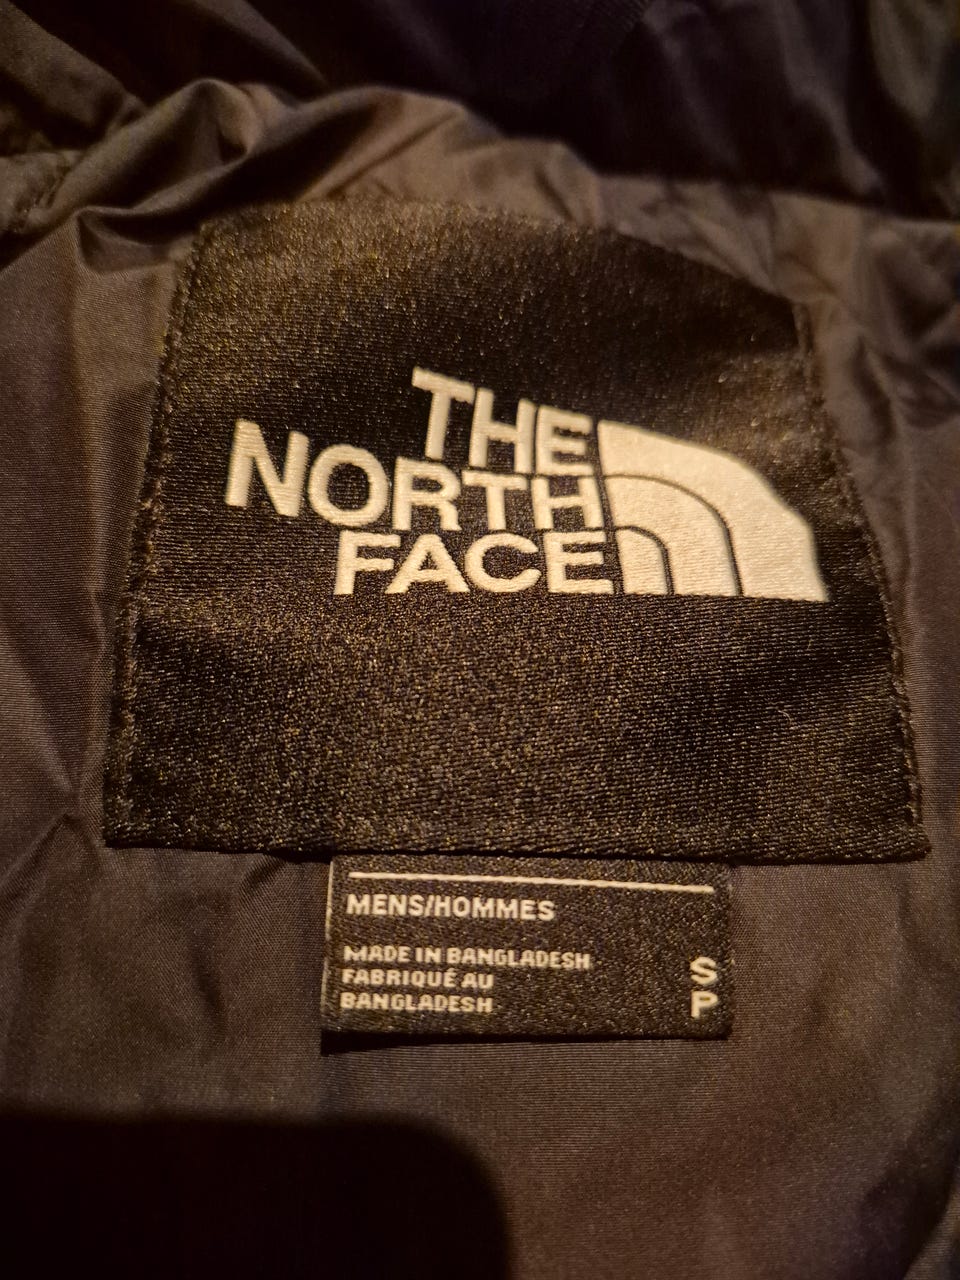 THE
NORTH
FACE
MENS/HOMMES
MADE IN BANGLADESH
FABRIQUÉ AU
BANGLADESH
S
P